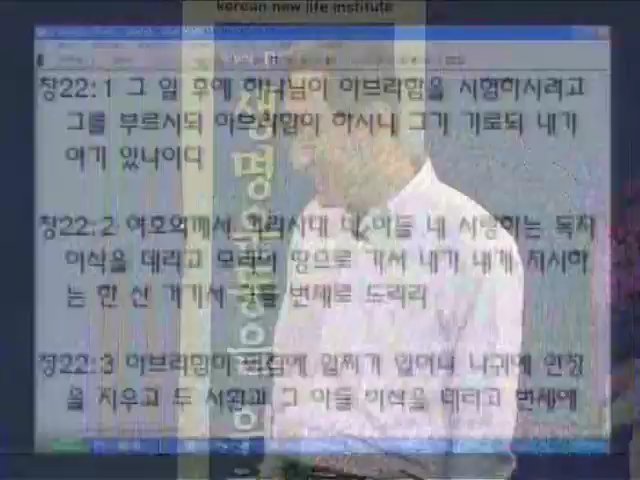 korean new life institute
창22:1 그 일 후에 하나님이 아브라함을 시험하시려고
그를 부르시되 아브라함아 하시니 그가 가로되 내가
여기 있나이다
창22:2 여호와께서 가라사대 네 아들 네 사랑하는 독자
이삭을 데리고 모리아 땅으로 가서 내가 네게 지시하
는 한 산 거기서 그를 번제로 드리라
창22:3 아브라함이 아침에 일찌기 일어나 나귀에 안장
을 지우고 두 사환과 그 아들 이삭을 데리고 번제에